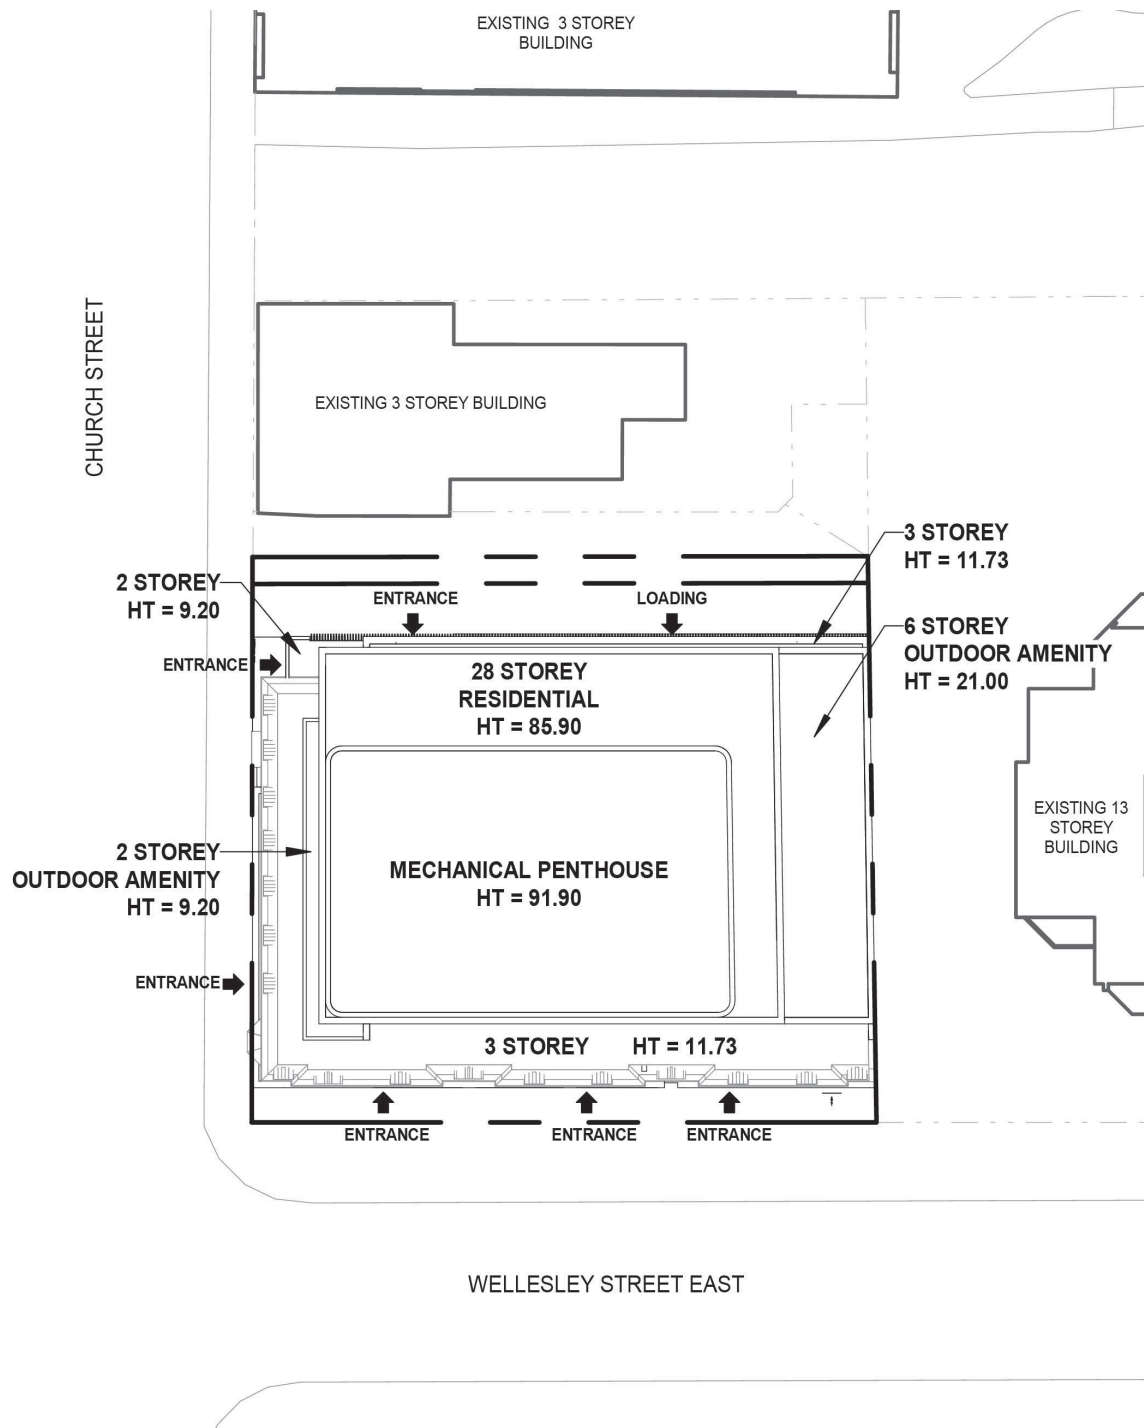 EXISTING 3 STOREY
BUILDING
CHURCH STREET
EXISTING 3 STOREY BUILDING
3 STOREY
HT = 11.73
2 STOREY
HT = 9.20
ENTRANCE
LOADING
6 STOREY
OUTDOOR AMENITY
HT = 21.00
ENTRANCE
28 STOREY
RESIDENTIAL
HT = 85.90
EXISTING 13
STOREY
BUILDING
2 STOREY
OUTDOOR AMENITY
HT = 9.20
MECHANICAL PENTHOUSE
HT = 91.90
ENTRANCE
3 STOREY HT = 11.73
ENTRANCE
ENTRANCE
ENTRANCE
WELLESLEY STREET EAST